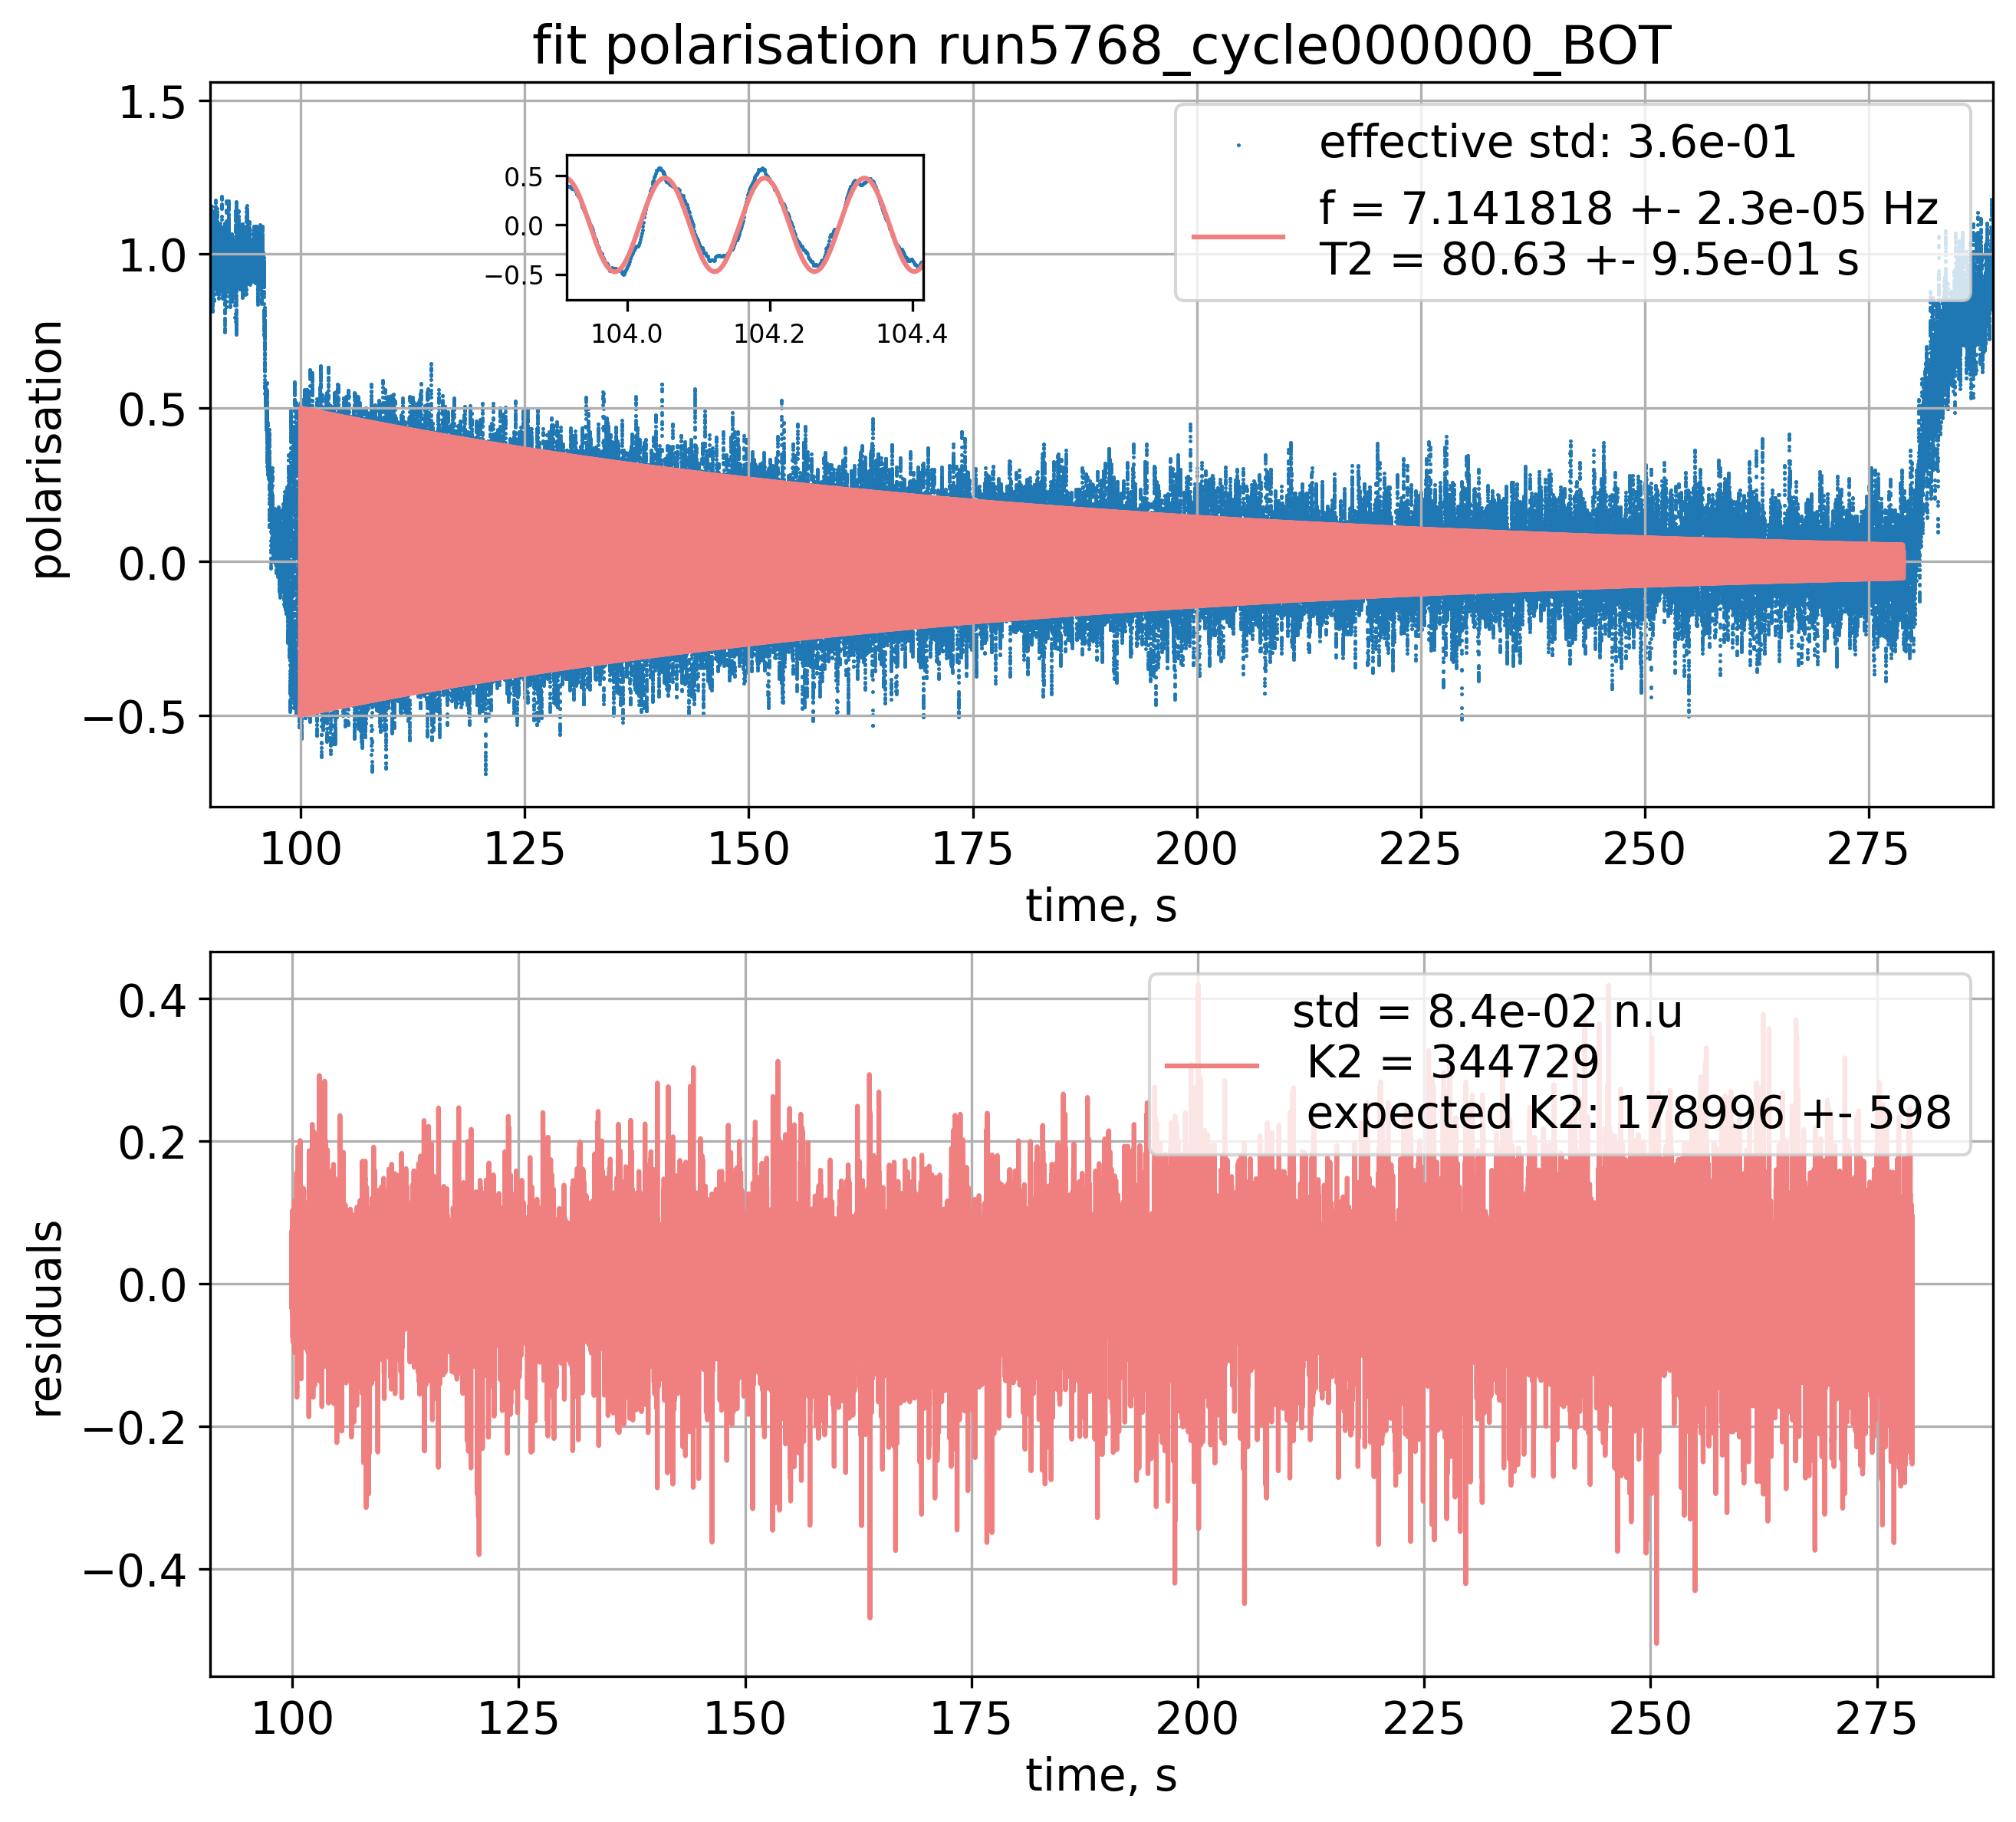 fit polarisation run5768_cycle000000_BOT
1.5
1.0
0.5
0.0
−0.5
polarisation
effective std: 3.6e-01
f = 7.141818 +- 2.3e-05 Hz
T2 = 80.63 +- 9.5e-01 s
0.5
0.0
−0.5
104.0 104.2 104.4
100 125 150 175 200 225 250 275
time, s
0.4
0.2
0.0
−0.2
−0.4
residuals
std = 8.4e-02 n.u
K2 = 344729
expected K2: 178996 +- 598
100 125 150 175 200 225 250 275
time, s